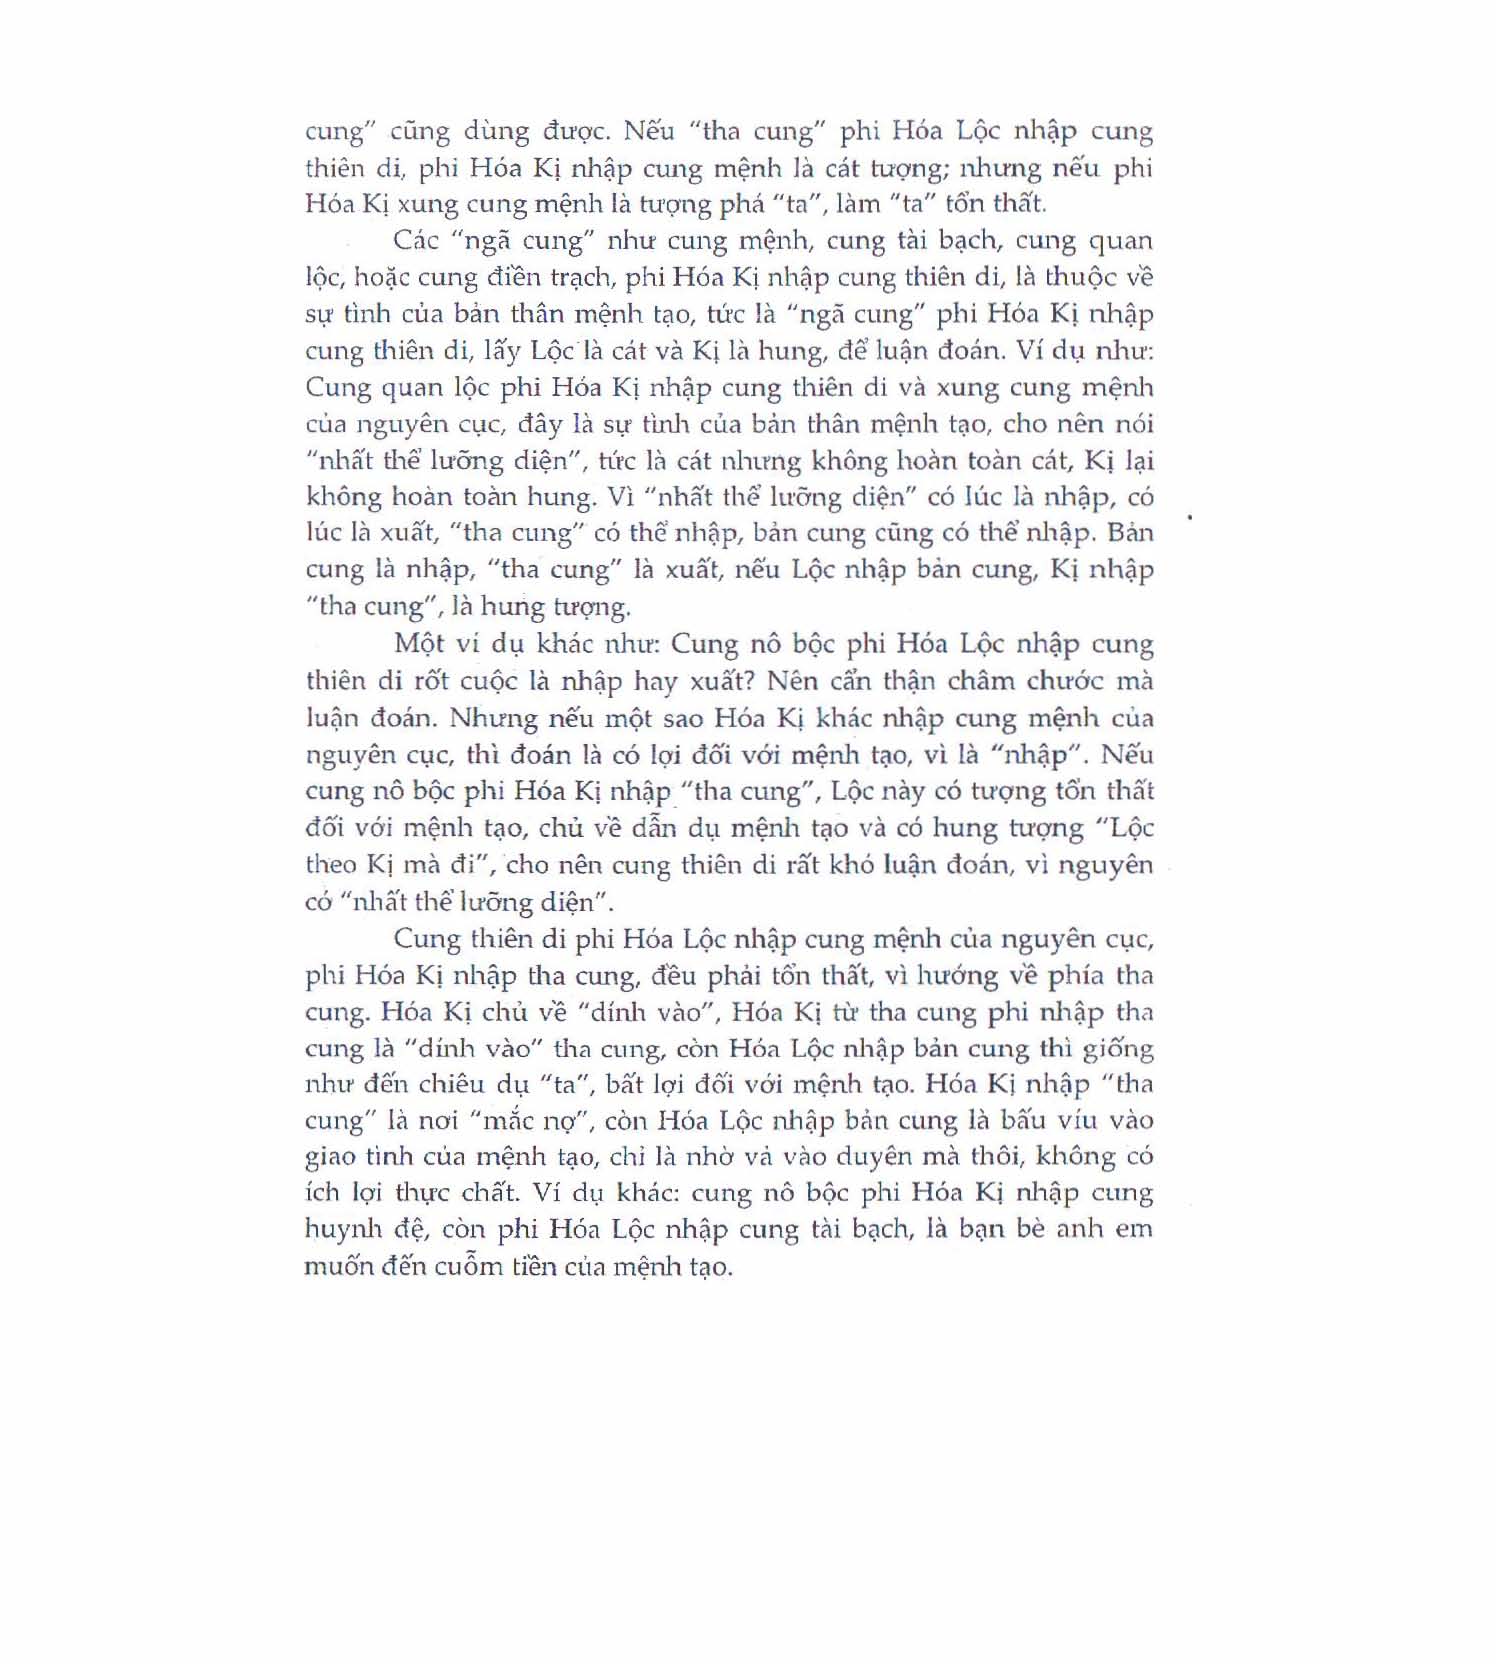 cung” cũng dùng được. Nếu “tha cung” phi Hóa Lộc nhập cung
thiên di, phi Hóa Kị nhập cung mệnh là cát tượng; nhưng nếu phi
Hóa Kị xung cung mệnh là tượng phá “ta”, làm “ta” tổn thất.
Các “ngã cung” như cung mệnh, cung tài bạch, cung quan
lộc, hoặc cung điền trạch, phi Hóa Kị nhập cung thiên di, là thuộc về
sự tình của bản thân mệnh tạo, tức là “ngã cung” phi Hóa Kị nhập
cung thiên di, lấy Lộc là cát và Kị là hung, để luận đoán. Ví dụ như:
Cung quan lộc phi Hóa Kị nhập cung thiên di và xung cung mệnh
của nguyên cục, đây là sự tình của bản thân mệnh tạo, cho nên nói
“nhất thể lưỡng diện”, tức là cát nhưng không hoàn toàn cát, Kị lại
không hoàn toàn hung. Vì “nhất thể lưỡng diện” có lúc là nhập, có
lúc là xuất, “tha cung” có thể nhập, bản cung cũng có thể nhập. Bản
cung là nhập, “tha cung” là xuất, nếu Lộc nhập bản cung, Kị nhập
“tha cung”, là hung tượng.
Một ví dụ khác như: Cung nô bộc phi Hóa Lộc nhập cung
thiên di rốt cuộc là nhập hay xuất? Nên cẩn thận châm chước mà
luận đoán. Nhưng nếu một sao Hóa Kị khác nhập cung mệnh của
nguyên cục, thì đoán là có lợi đối với mệnh tạo, vì là “nhập”. Nếu
cung nô bộc phi Hóa Kị nhập “tha cung”, Lộc này có tượng tổn thất
đối với mệnh tạo, chủ về dẫn dụ mệnh tạo và có hung tượng “Lộc
theo Kị mà đi”, cho nên cung thiên di rất khó luận đoán, vì nguyên
có “nhất thể lưỡng diện”.
Cung thiên di phi Hóa Lộc nhập cung mệnh của nguyên cục,
phi Hóa Kị nhập tha cung, đều phải tổn thất, vì hướng về phía tha
cung. Hóa Kị chủ về “dính vào”, Hóa Kị từ tha cung phi nhập tha
cung là “dính vào” tha cung, còn Hóa Lộc nhập bản cung thì giống
như đến chiêu dụ “ta”, bất lợi đối với mệnh tạo. Hóa Kị nhập “tha
cung” là nơi “mắc nợ”, còn Hóa Lộc nhập bản cung là bấu víu vào
giao tình của mệnh tạo, chỉ là nhờ vả vào duyên mà thôi, không có
ích lợi thực chất. Ví dụ khác: cung nô bộc phi Hóa Kị nhập cung
huynh đệ, còn phi Hóa Lộc nhập cung tài bạch, là bạn bè anh em
muốn đến cuỗm tiền của mệnh tạo.